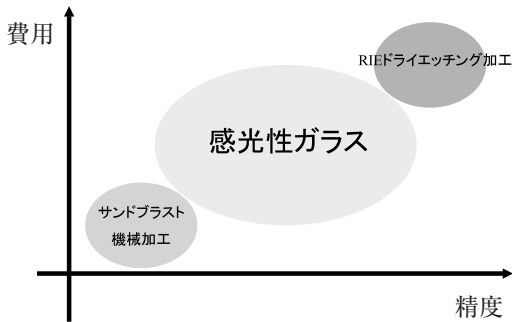 費用
RIEドライエッチング加工
感光性ガラス
サンドブラスト
機械加工
精度